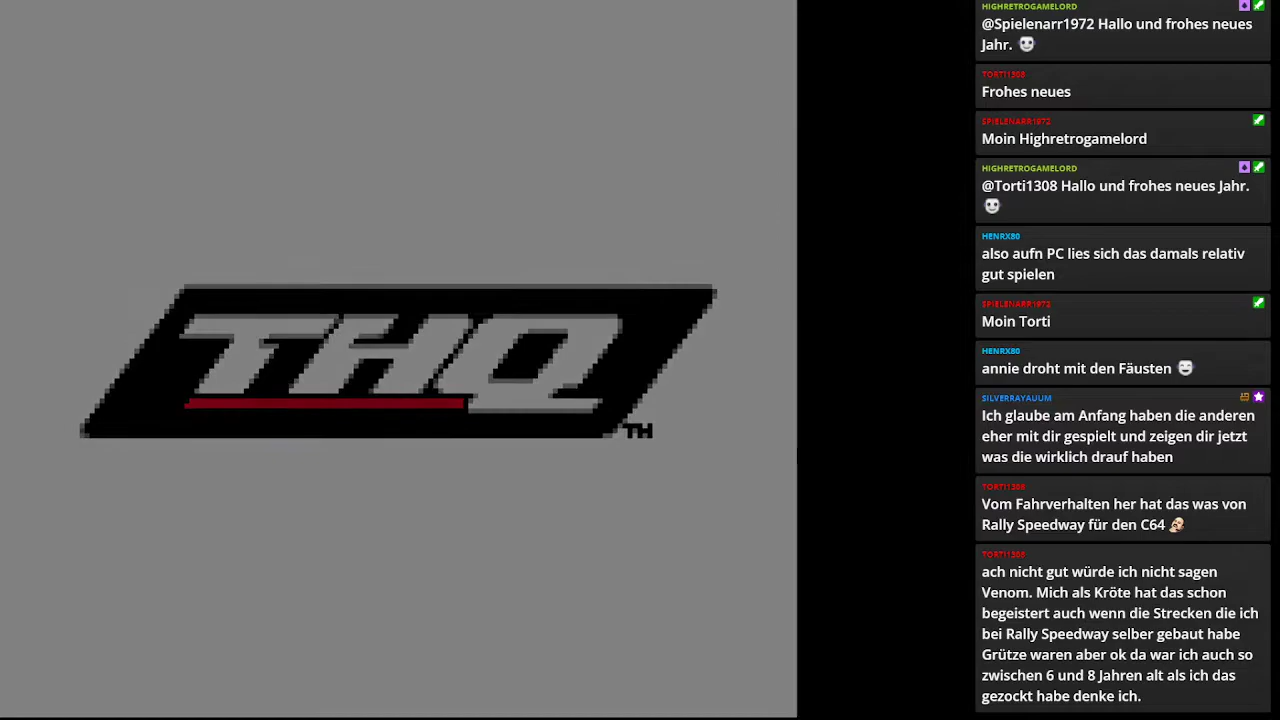 THQ
TM
HIGHRETROGAMELORD
@Spielenarr1972 Hallo und frohes neues
Jahr.
TORTI1308
Frohes neues
SPIELENARR1972
Moin Highretrogamelord
HIGHRETROGAMELORD
@Torti1308 Hallo und frohes neues Jahr.
HENRX80
also aufn PC lies sich das damals relativ
gut spielen
SPIELENARR1972
Moin Torti
HENRX80
annie droht mit den Fäusten
SILVERRAYAUUM
Ich glaube am Anfang haben die anderen
eher mit dir gespielt und zeigen dir jetzt
was die wirklich drauf haben
TORTI1308
Vom Fahrverhalten her hat das was von
Rally Speedway für den C64
TORTI1308
ach nicht gut würde ich nicht sagen
Venom. Mich als Kröte hat das schon
begeistert auch wenn die Strecken die ich
bei Rally Speedway selber gebaut habe
Grütze waren aber ok da war ich auch so
zwischen 6 und 8 Jahren alt als ich das
gezockt habe denke ich.